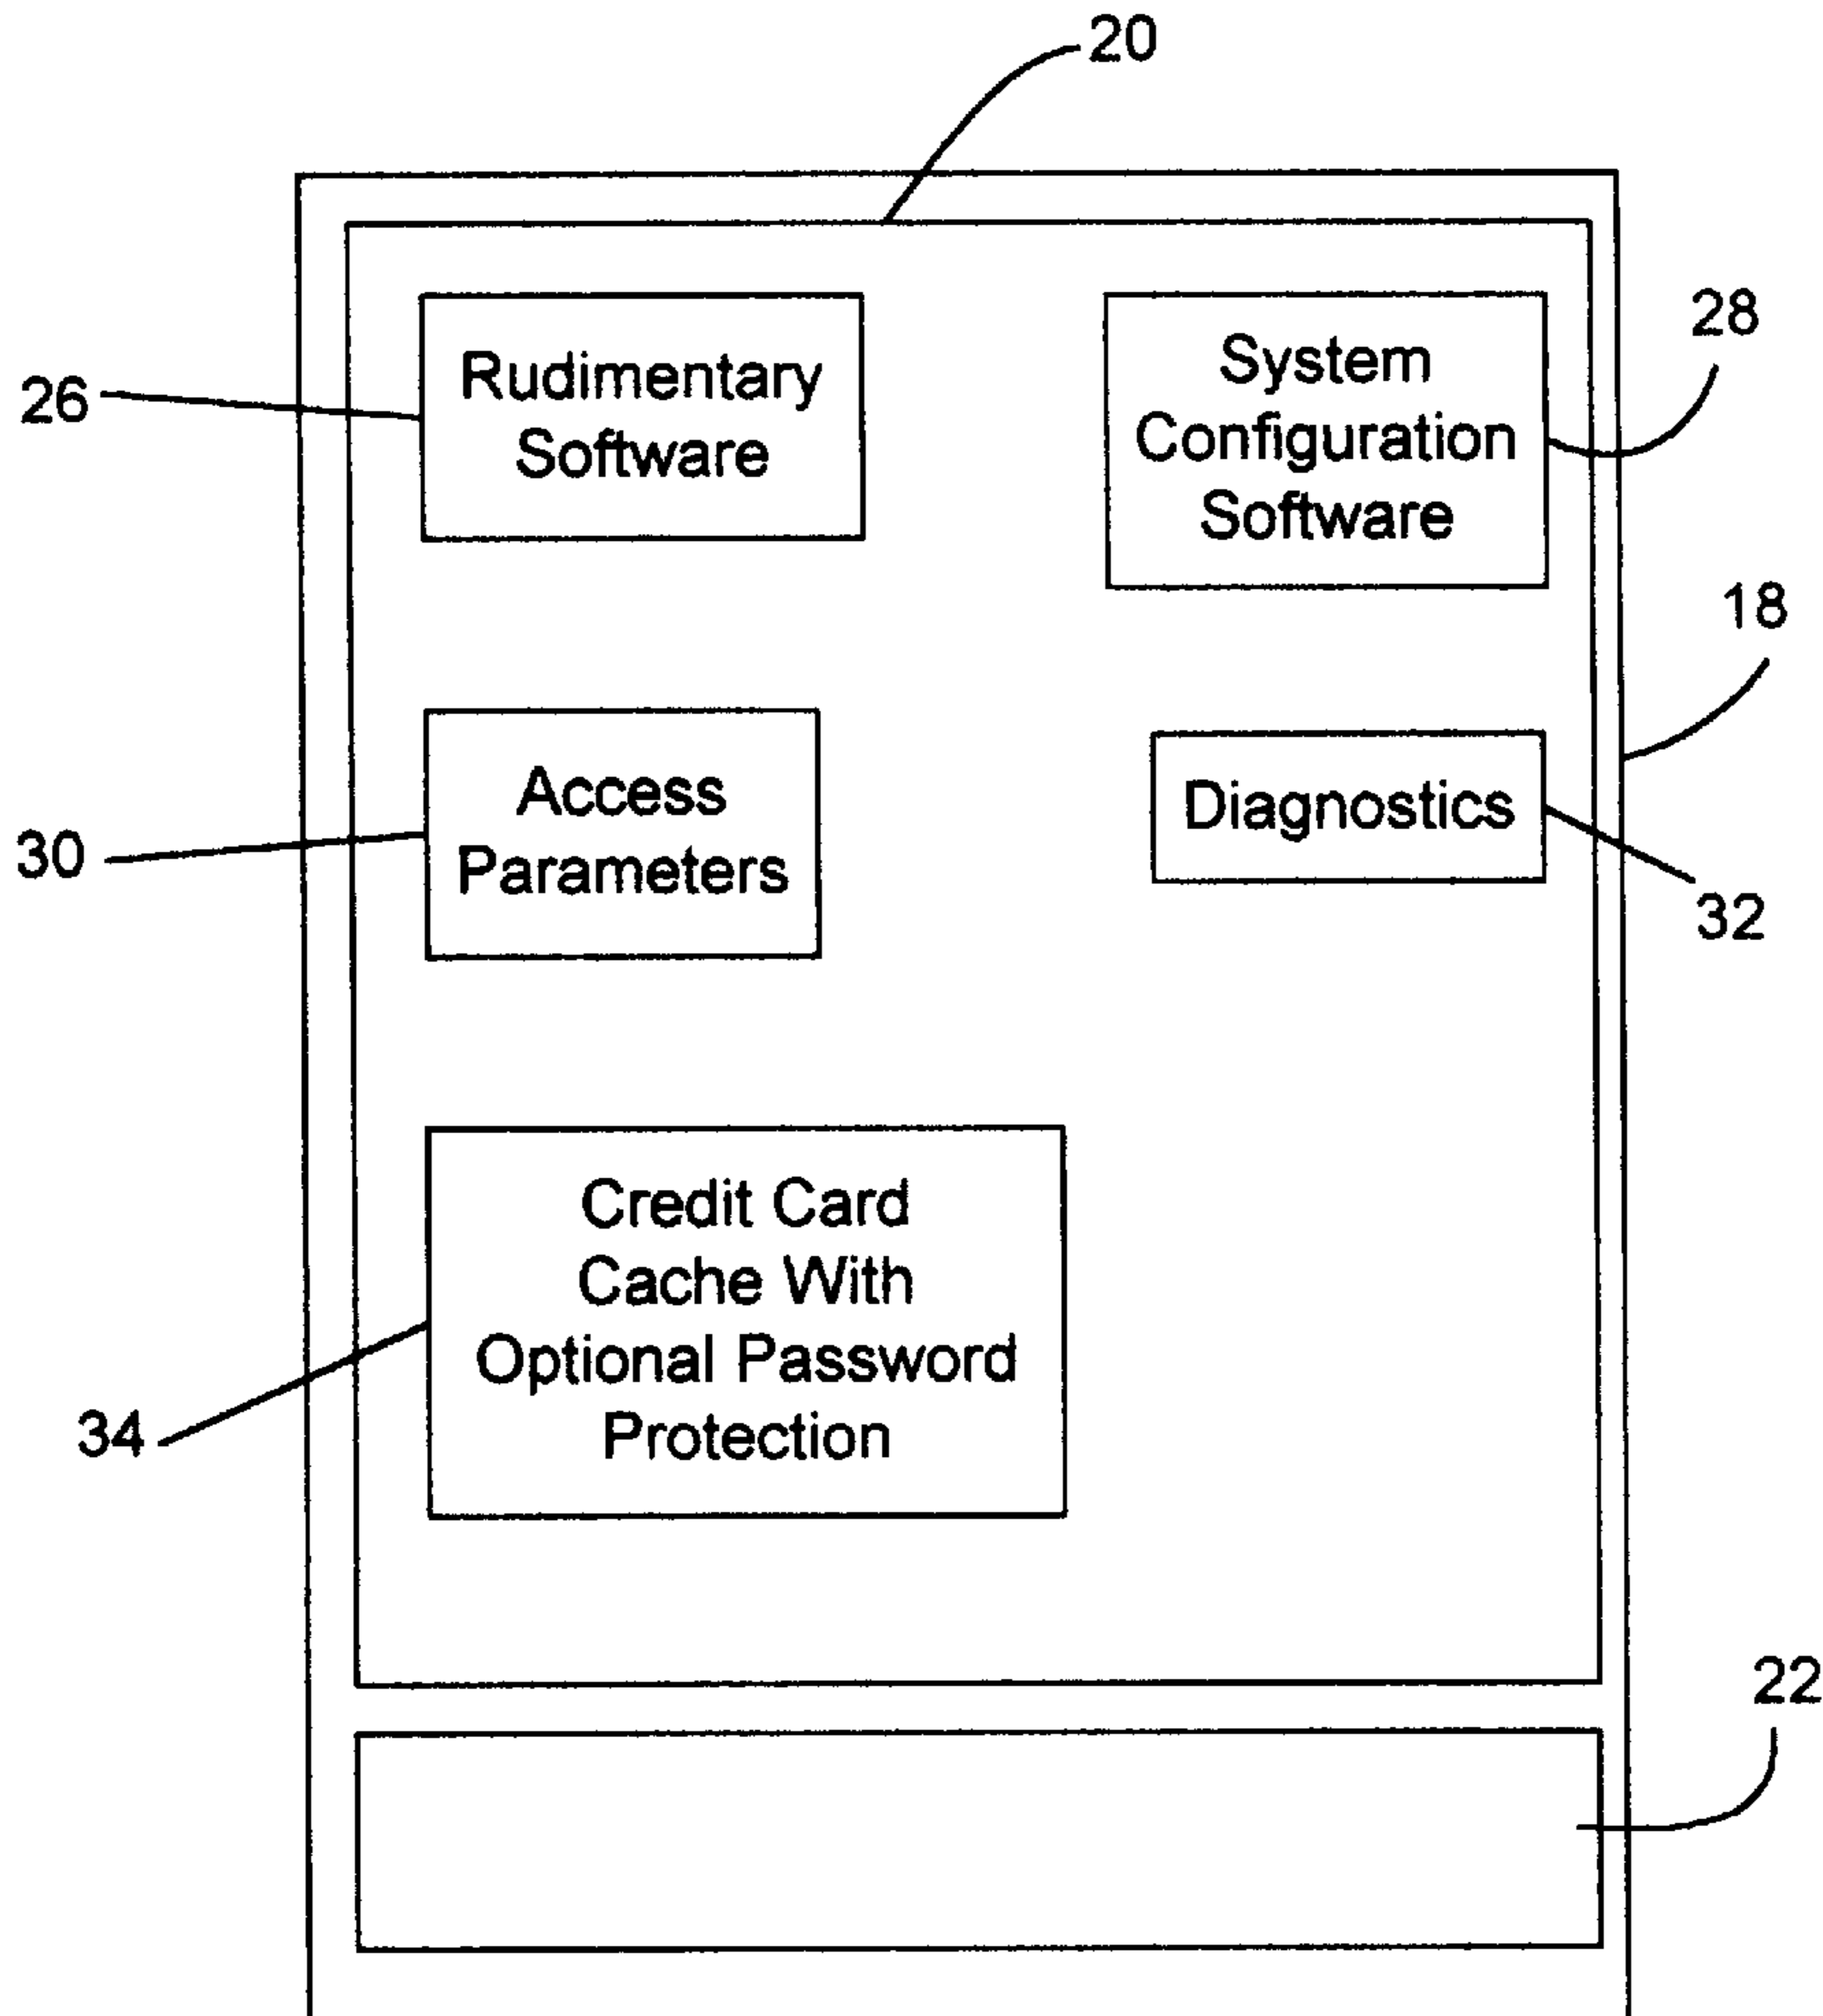 20
Rudimentary
Software
System
Configuration
Software
28
26
18
Access
Parameters
Diagnostics
30
32
Credit Card
Cache With
Optional Password
Protection
34
22